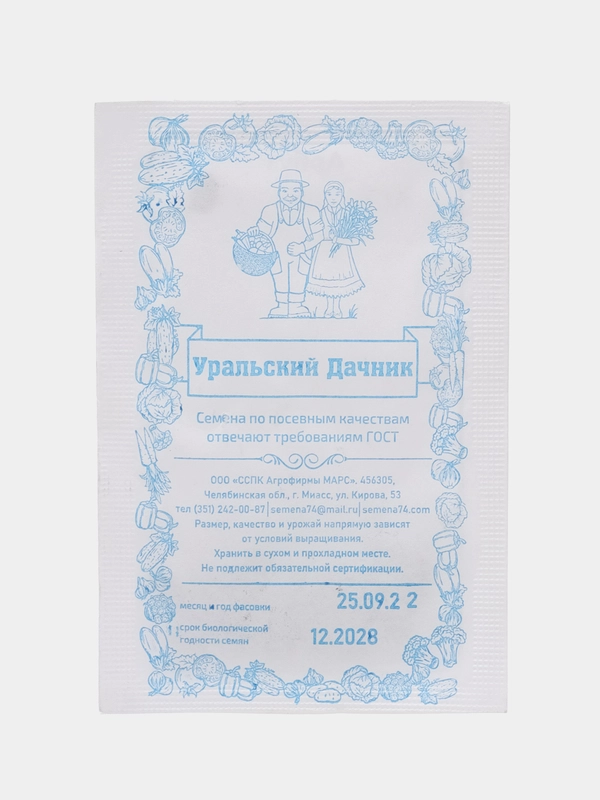 Уральский Дачник
Семена по посевным качествам
отвечают требованиям ГОСТ
ООО «ССПК Агрофирмы МАРС». 456305,
Челябинская обл., г. Миасс, ул. Кирова, 53
тел (351) 242-00-87|semena74@mail.ru|semena74.com
Размер, качество и урожай напрямую зависят
от условий выращивания.
Хранить в сухом и прохладном месте.
Не подлежит обязательной сертификации.
месяц и год фасовки 25.09.2 2
срок биологической
годности семян 12.2028